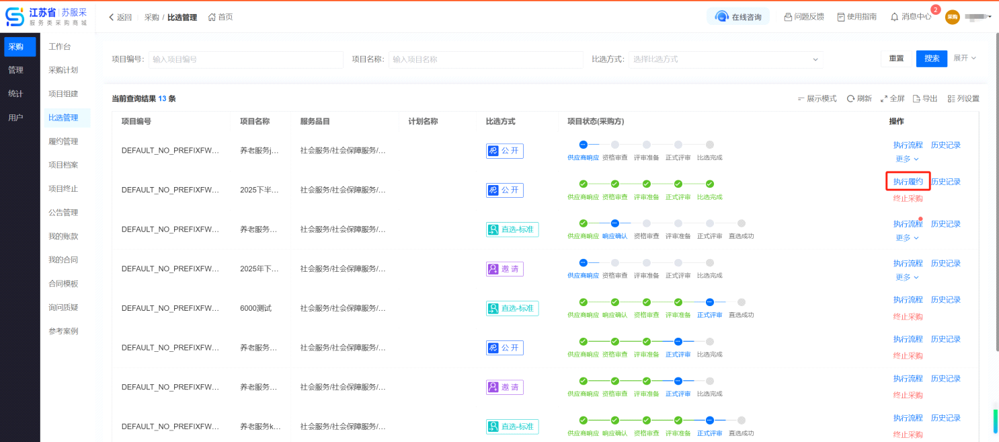 江苏省 | 苏服采
服务类采购商城
返回 采购 / 比选管理 首页
在线咨询 问题反馈 使用指南 消息中心 2 采购
采购
管理
统计
用户
工作台
采购计划
项目组建
比选管理
履约管理
项目档案
项目终止
公告管理
我的账款
我的合同
合同模板
询问质疑
参考案例
项目编号: 输入项目编号 项目名称: 输入项目名称 比选方式: 选择比选方式 重置 搜索 展开
当前查询结果 13 条 展示模式 刷新 全屏 导出 列设置
项目编号 项目名称 服务品目 计划名称 比选方式 项目状态(采购方) 操作
DEFAULT_NO_PREFIXFW... 养老服务j... 社会服务/社会保障服务/... 公开
供应商响应 资格审查 评审准备 正式评审 比选完成
执行流程 历史记录
更多
DEFAULT_NO_PREFIXFW... 2025下半... 社会服务/社会保障服务/... 公开
供应商响应 资格审查 评审准备 正式评审 比选完成
执行履约 历史记录
终止采购
DEFAULT_NO_PREFIXFW... 养老服务... 社会服务/社会保障服务/... 直选-标准
供应商响应 响应确认 资格审查 评审准备 正式评审 直选成功
执行流程 历史记录
更多
DEFAULT_NO_PREFIXFW... 2025年下... 社会服务/社会保障服务/... 邀请
供应商响应 资格审查 评审准备 正式评审 比选完成
执行流程 历史记录
更多
DEFAULT_NO_PREFIXFW... 6000测试 社会服务/社会保障服务/... 直选-标准
供应商响应 响应确认 资格审查 评审准备 正式评审 直选成功
执行流程 历史记录
终止采购
DEFAULT_NO_PREFIXFW... 养老服务... 社会服务/社会保障服务/... 公开
供应商响应 资格审查 评审准备 正式评审 比选完成
执行流程 历史记录
终止采购
DEFAULT_NO_PREFIXFW... 养老服务... 社会服务/社会保障服务/... 邀请
供应商响应 资格审查 评审准备 正式评审 比选完成
执行流程 历史记录
终止采购
DEFAULT_NO_PREFIXFW... 养老服务k... 社会服务/社会保障服务/... 直选-标准
供应商响应 响应确认 资格审查 评审准备 正式评审 直选成功
执行流程 历史记录
终止采购